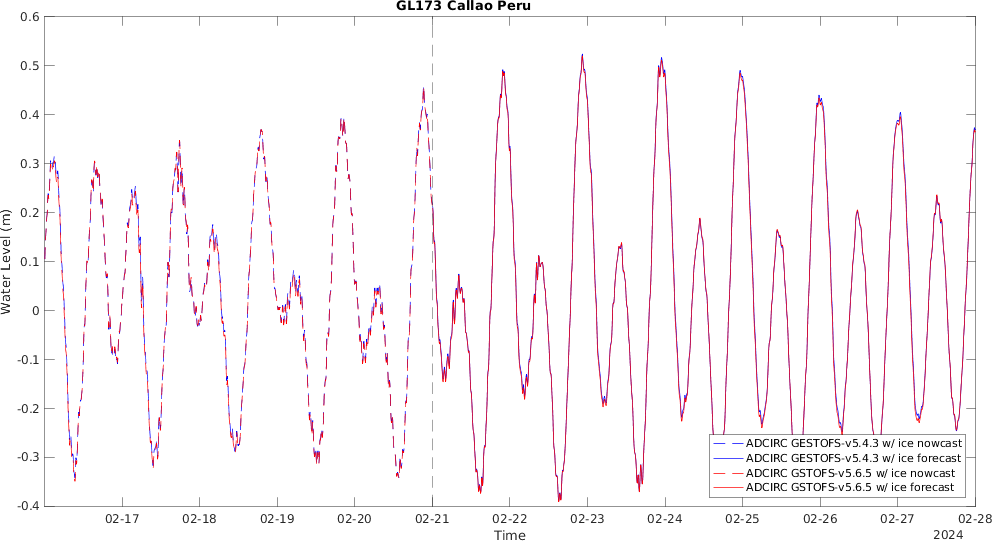 GL173 Callao Peru
0.6
0.5
0.4
0.3
0.2
0.1
0
-0.1
-0.2
-0.3
-0.4
Water Level (m)
ADCIRC GESTOFS-v5.4.3 w/ ice nowcast
ADCIRC GESTOFS-v5.4.3 w/ ice forecast
ADCIRC GSTOFS-v5.6.5 w/ ice nowcast
ADCIRC GSTOFS-v5.6.5 w/ ice forecast
02-17 02-18 02-19 02-20 02-21 02-22 02-23 02-24 02-25 02-26 02-27 02-28
Time
2024